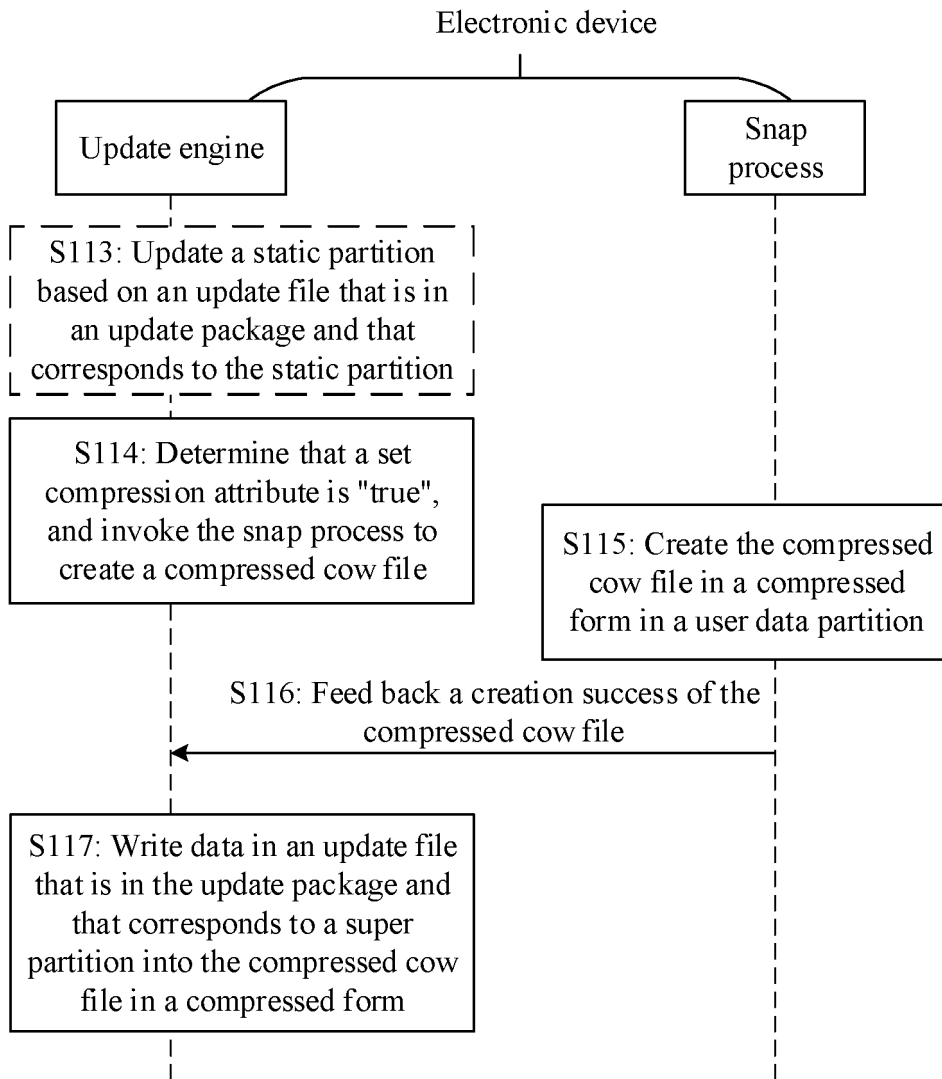 Electronic device
Update engine
Snap
process
S113: Update a static partition
based on an update file that is in
an update package and that
corresponds to the static partition
S114: Determine that a set
compression attribute is "true",
and invoke the snap process to
create a compressed cow file
S115: Create the compressed
cow file in a compressed
form in a user data partition
S116: Feed back a creation success of the
compressed cow file
S117: Write data in an update file
that is in the update package and
that corresponds to a super
partition into the compressed cow
file in a compressed form